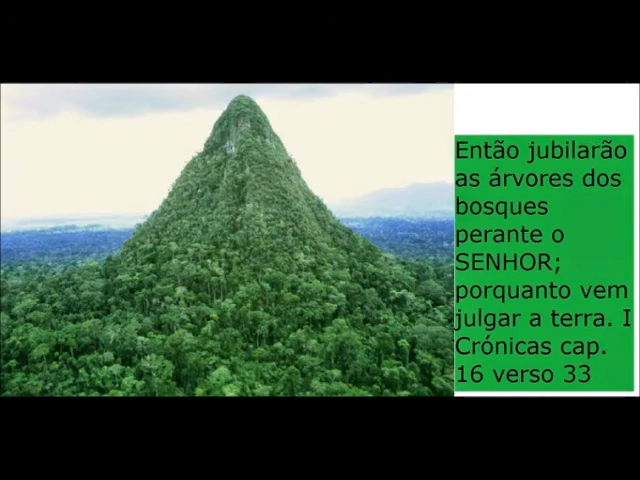 Então jubilarão
as árvores dos
bosques
perante o
SENHOR;
porquanto vem
julgar a terra. I
Crónicas cap.
16 verso 33